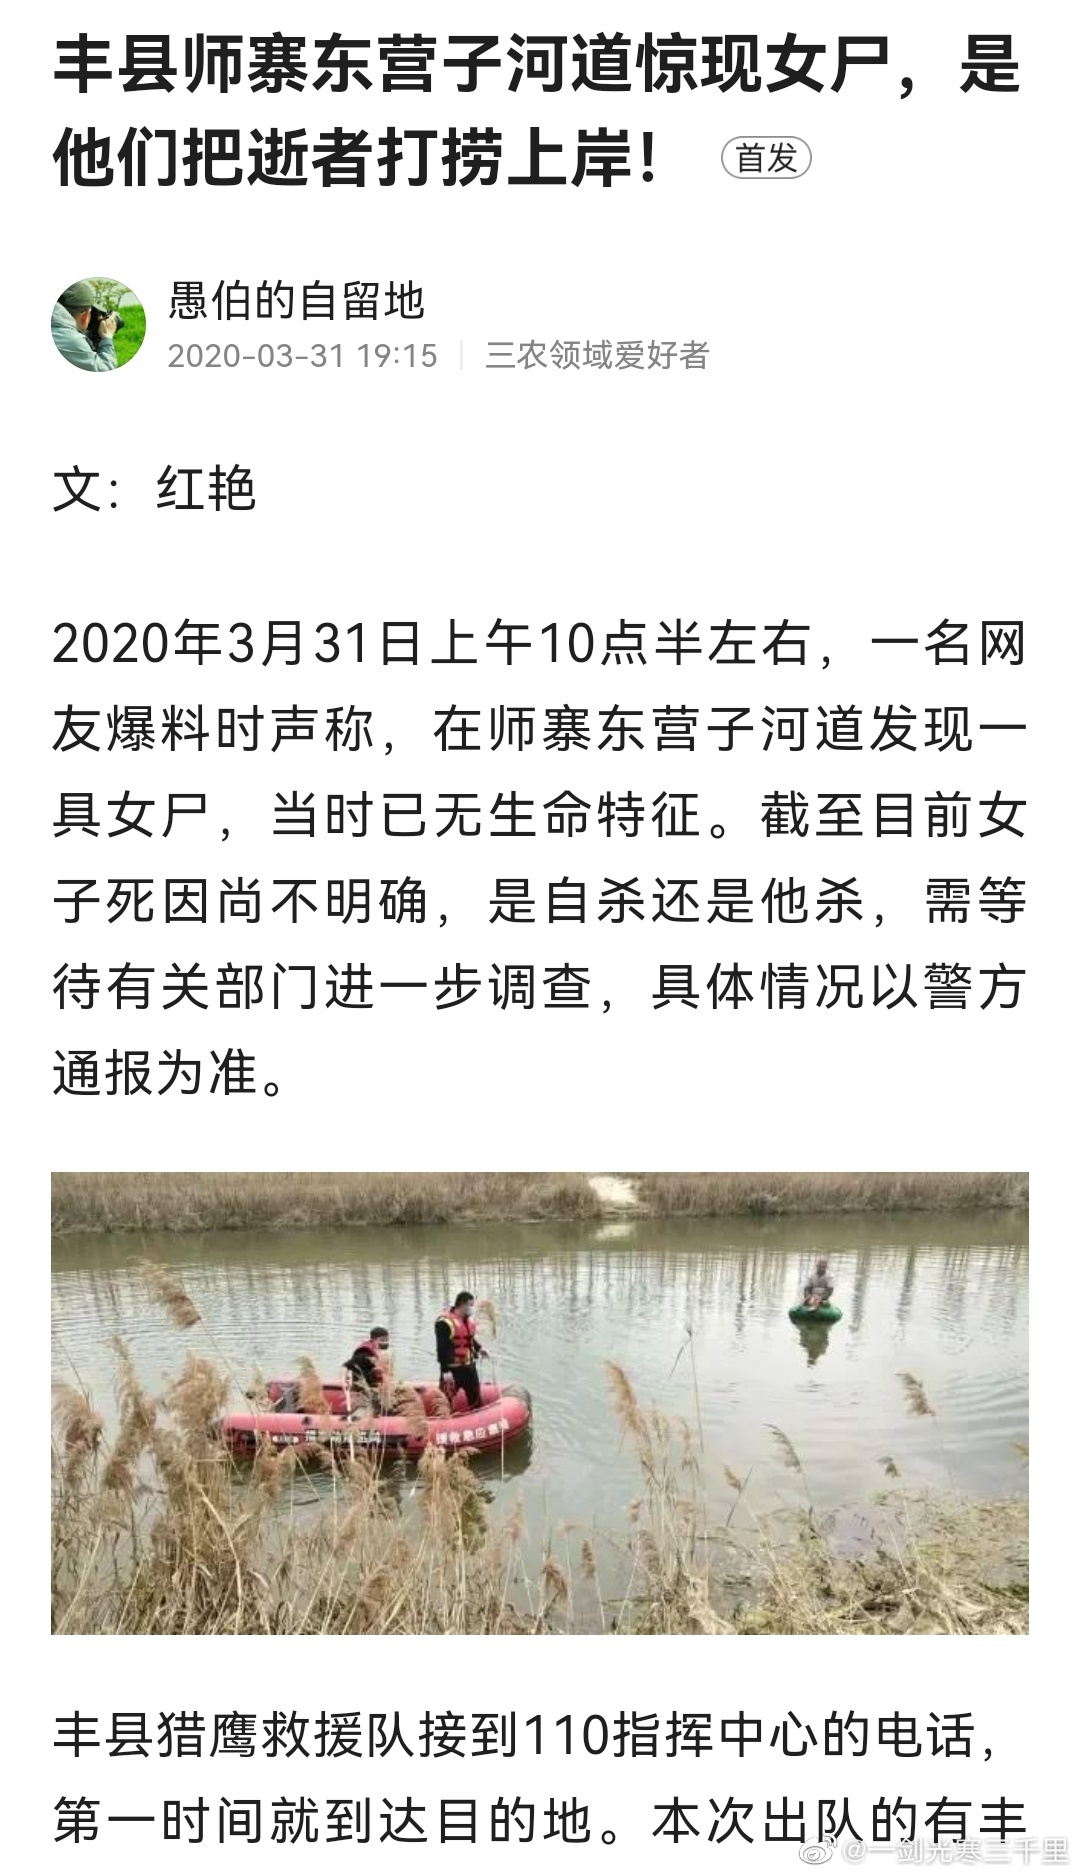 丰县师寨东营子河道惊现女尸，是
他们把逝者打捞上岸！ 首发
愚伯的自留地
2020-03-31 19:15 三农领域爱好者
文：红艳
2020年3月31日上午10点半左右，一名网
友爆料时声称，在师寨东营子河道发现一
具女尸，当时已无生命特征。截至目前女
子死因尚不明确，是自杀还是他杀，需等
待有关部门进一步调查，具体情况以警方
通报为准。
援救急应
丰县猎鹰救援队接到110指挥中心的电话，
第一时间就到达目的地。本次出队的有丰
@一剑光寒三千里